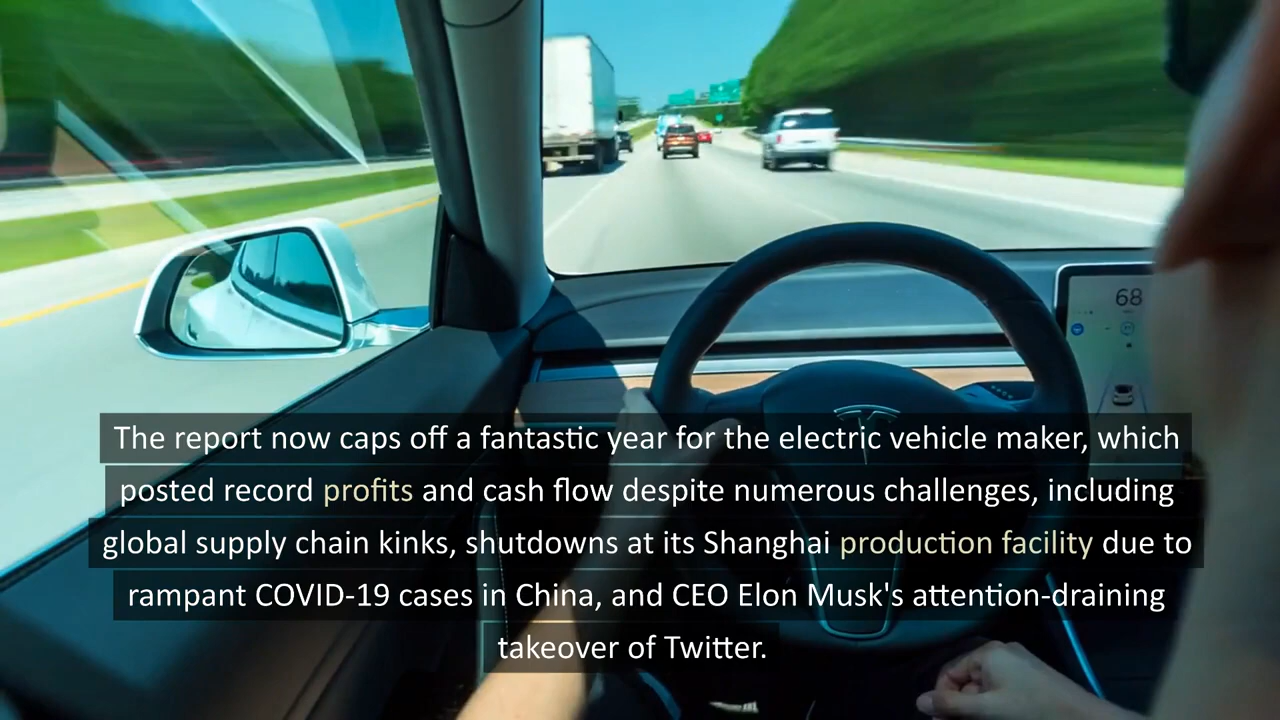 68
The report now caps off a fantastic year for the electric vehicle maker, which
posted record profits and cash flow despite numerous challenges, including
global supply chain kinks, shutdowns at its Shanghai production facility due to
rampant COVID-19 cases in China, and CEO Elon Musk's attention-draining
takeover of Twitter.